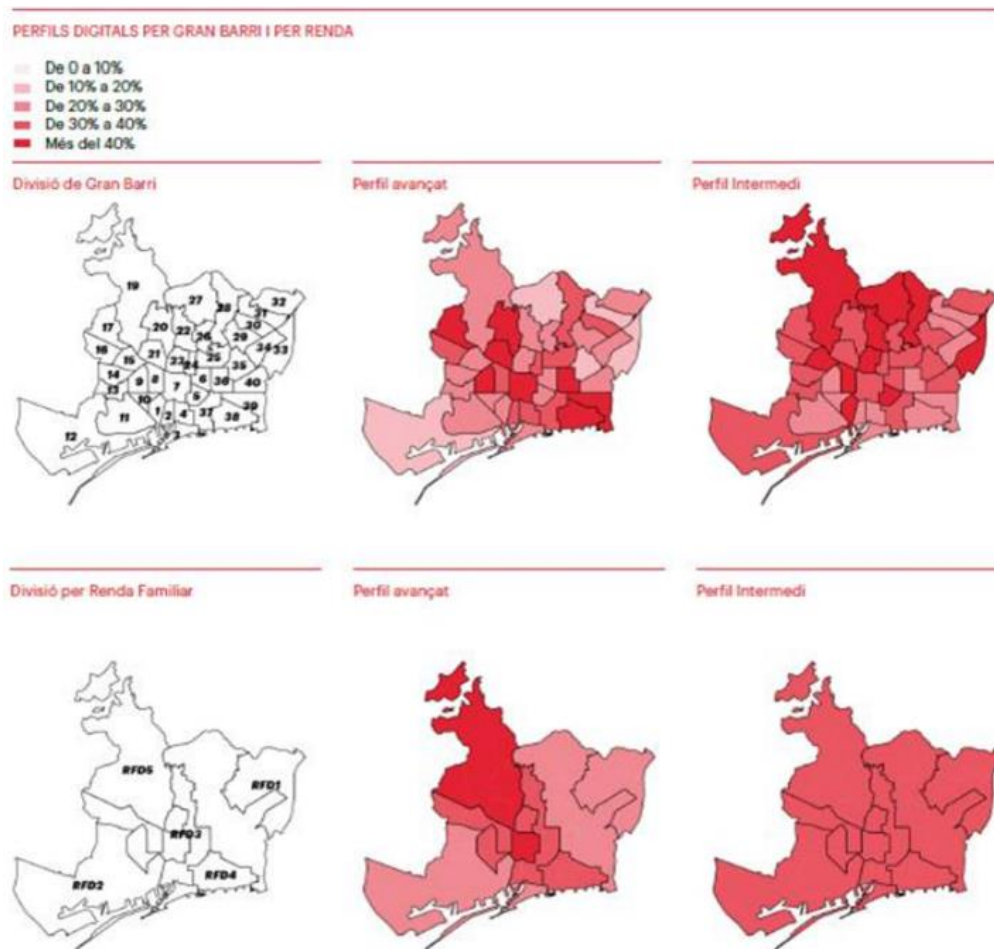 PERFILS DIGITALS PER GRAN BARRI I PER RENDA
De 0 a 10%
De 10% a 20%
De 20% a 30%
De 30% a 40%
Més del 40%
Divisió de Gran Barri
Perfil avançat
Perfil Intermedi
19
27
28
32
31
30
17
20
22
26
29
16
15
21
23
24
25
34
33
35
14
13
9
8
7
6
36
40
10
5
11
1
2
4
37
38
39
12
3
Divisió per Renda Familiar
Perfil avançat
Perfil Intermedi
RFD5
RFD1
RFD3
RFD2
RFD4